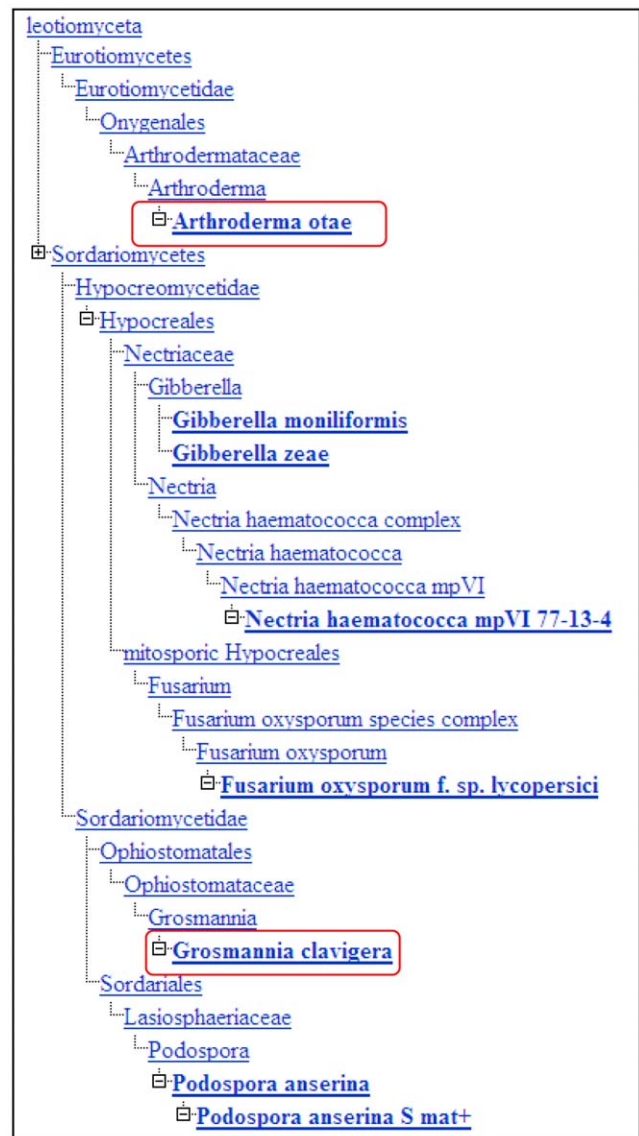 leotiomyceta
Eurotiomycetes
Eurotiomycetidae
Onygenales
Arthrodermataceae
Arthroderma
Arthroderma otae
Sordariomycetes
Hypocreomycetidae
Hypocreales
Nectriaceae
Gibberella
Gibberella moniliformis
Gibberella zeae
Nectria
Nectria haematococca complex
Nectria haematococca
Nectria haematococca mpVI
Nectria haematococca mpVI 77-13-4
mitosporic Hypocreales
Fusarium
Fusarium oxysporum species complex
Fusarium oxysporum
Fusarium oxysporum f. sp. lycopersici
Sordariomycetidae
Ophiostomatales
Ophiostomataceae
Grosmannia
Grosmannia clavigera
Sordariales
Lasiosphaeriaceae
Podospora
Podospora anserina
Podospora anserina S mat+